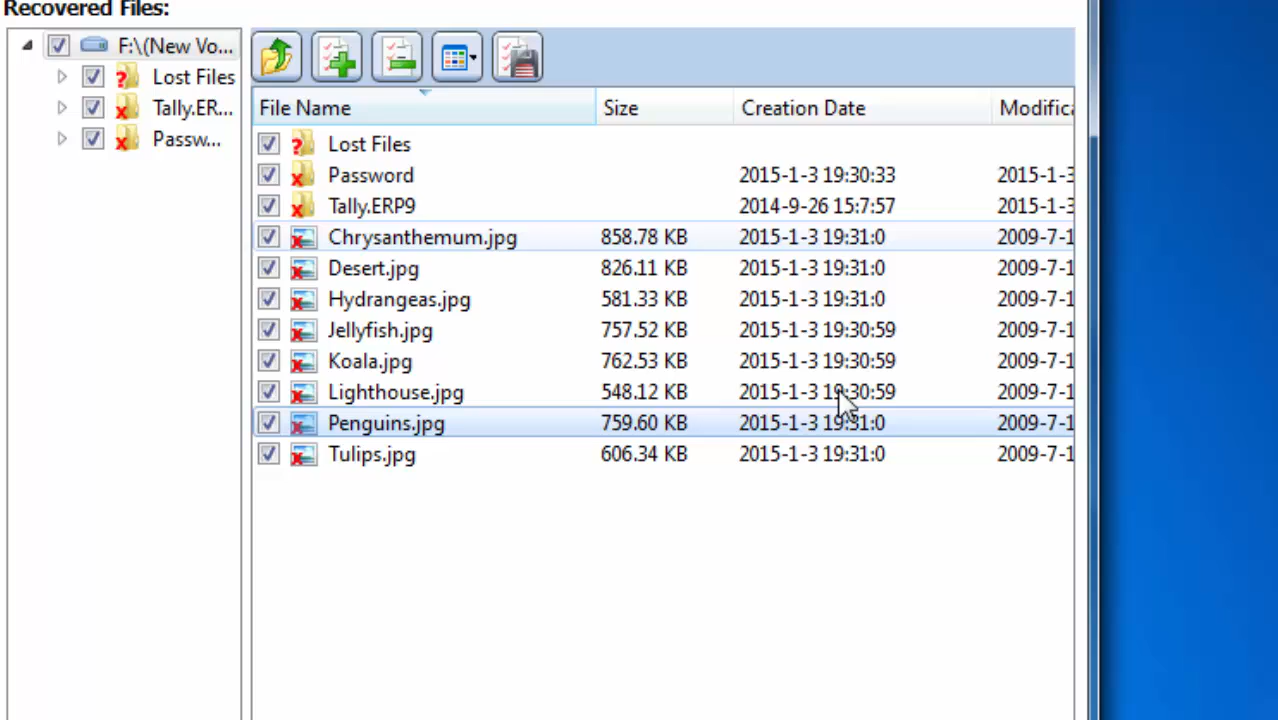 Recovered Files:
F:\(New Vo...
Lost Files
Tally.ER...
Passw...
File Name Size Creation Date Modifica
Lost Files
Password 2015-1-3 19:30:33 2015-1-3
Tally.ERP9 2014-9-26 15:7:57 2015-1-3
Chrysanthemum.jpg 858.78 KB 2015-1-3 19:31:0 2009-7-1
Desert.jpg 826.11 KB 2015-1-3 19:31:0 2009-7-1
Hydrangeas.jpg 581.33 KB 2015-1-3 19:31:0 2009-7-1
Jellyfish.jpg 757.52 KB 2015-1-3 19:30:59 2009-7-1
Koala.jpg 762.53 KB 2015-1-3 19:30:59 2009-7-1
Lighthouse.jpg 548.12 KB 2015-1-3 19:30:59 2009-7-1
Penguins.jpg 759.60 KB 2015-1-3 19:31:0 2009-7-1
Tulips.jpg 606.34 KB 2015-1-3 19:31:0 2009-7-1